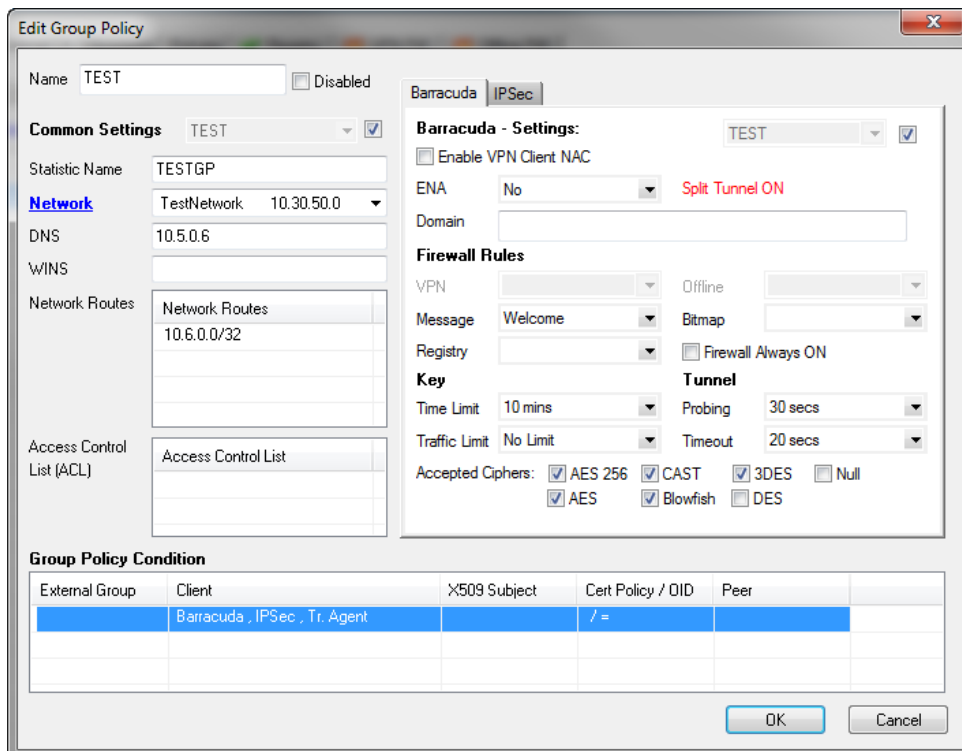 Edit Group Policy
Name TEST Disabled
Common Settings TEST
Statistic Name TESTGP
Network TestNetwork 10.30.50.0
DNS 10.5.0.6
WINS
Network Routes Network Routes
10.6.0.0/32
Access Control List (ACL) Access Control List
Barracuda IPSec
Barracuda - Settings: TEST
Enable VPN Client NAC
ENA No Split Tunnel ON
Domain
Firewall Rules
VPN Offline
Message Welcome Bitmap
Registry Firewall Always ON
Key Tunnel
Time Limit 10 mins Probing 30 secs
Traffic Limit No Limit Timeout 20 secs
Accepted Ciphers: AES 256 CAST 3DES Null
AES Blowfish DES
Group Policy Condition
External Group Client X509 Subject Cert Policy / OID Peer
Barracuda , IPSec , Tr. Agent / =
OK Cancel